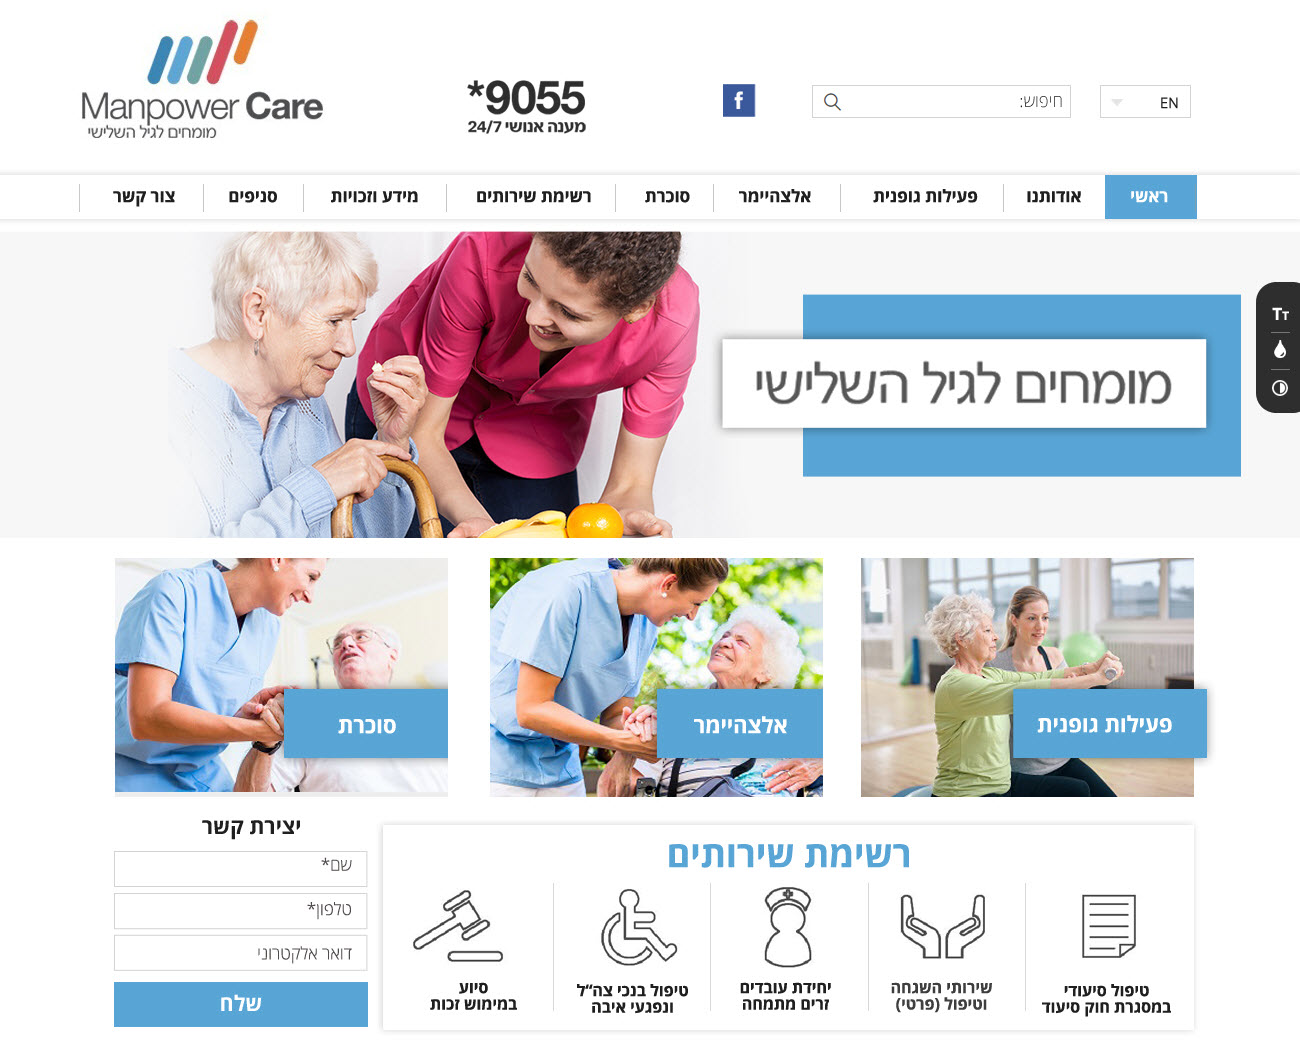 Manpower Care
מומחים לגיל השלישי
*9055
מענה אנושי 24/7
f
חיפוש:
EN
ראשי
אודותנו
פעילות גופנית
אלצהיימר
סוכרת
רשימת שירותים
מידע וזכויות
סניפים
צור קשר
מומחים לגיל השלישי
TT
פעילות גופנית
אלצהיימר
סוכרת
רשימת שירותים
טיפול סיעודי
במסגרת חוק סיעוד
שירותי השגחה
וטיפול (פרטי)
יחידת עובדים
זרים מתמחה
טיפול בנכי צה"ל
ונפגעי איבה
סיוע
במימוש זכות
יצירת קשר
שם*
טלפון*
דואר אלקטרוני
שלח